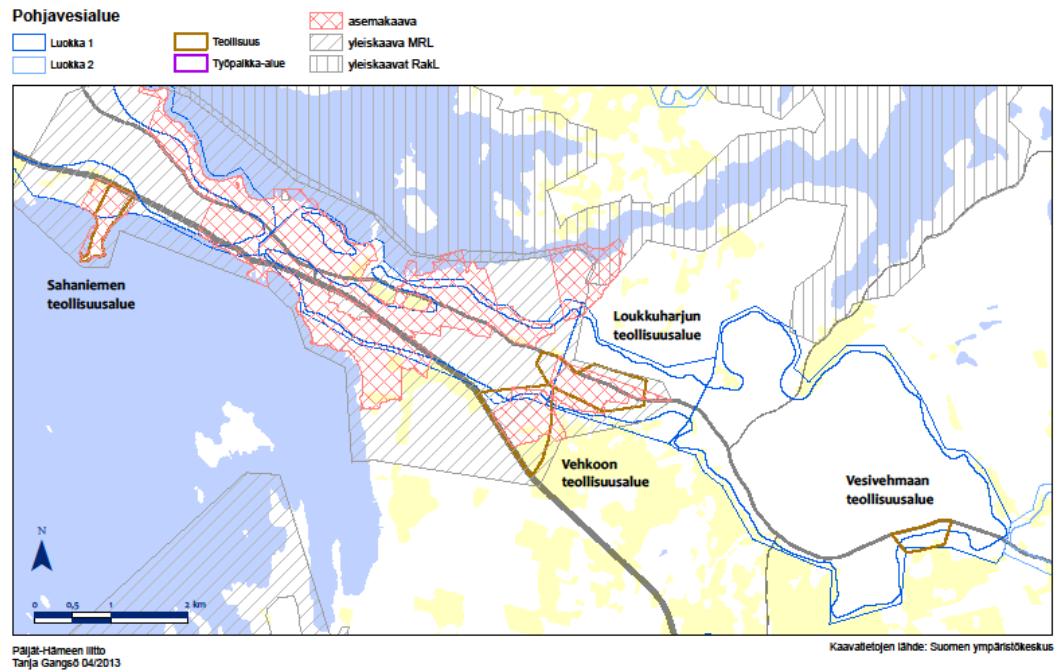 Pohjavesialue
Luokka 1
Luokka 2
Teollisuus
Työpaikka-alue
asemakaava
yleiskaava MRL
yleiskaavat RakL
Sahaniemen
teollisuusalue
Loukkuharjun
teollisuusalue
Vehkoon
teollisuusalue
Vesivehmaan
teollisuusalue
N
0 0,5 1 2 km
Päijät-Hämeen liitto
Tanja Gangsö 04/2013
Kaavatietojen lähde: Suomen ympäristökeskus